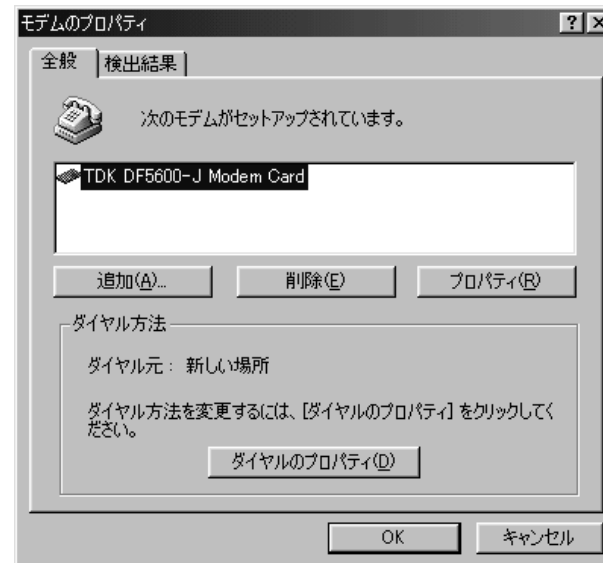 モデムのプロパティ
全般
検出結果
次のモデムがセットアップされています。
TDK DF5600-J Modem Card
追加(A)...
削除(E)
プロパティ(R)
ダイヤル方法
ダイヤル元： 新しい場所
ダイヤル方法を変更するには、[ダイヤルのプロパティ] をクリックしてく
ださい。
ダイヤルのプロパティ(D)
OK
キャンセル